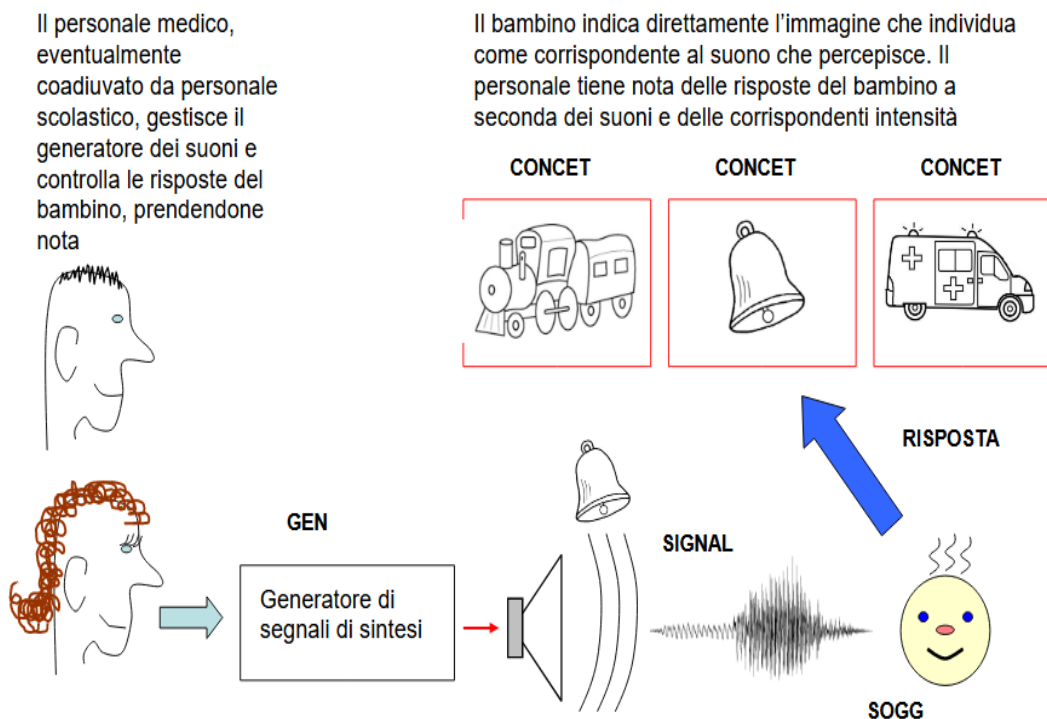 Il personale medico,
eventualmente
coadiuvato da personale
scolastico, gestisce il
generatore dei suoni e
controlla le risposte del
bambino, prendendone
nota
Il bambino indica direttamente l’immagine che individua
come corrispondente al suono che percepisce. Il
personale tiene nota delle risposte del bambino a
seconda dei suoni e delle corrispondenti intensità
CONCET
CONCET
CONCET
RISPOSTA
GEN
SIGNAL
Generatore di
segnali di sintesi
SOGG